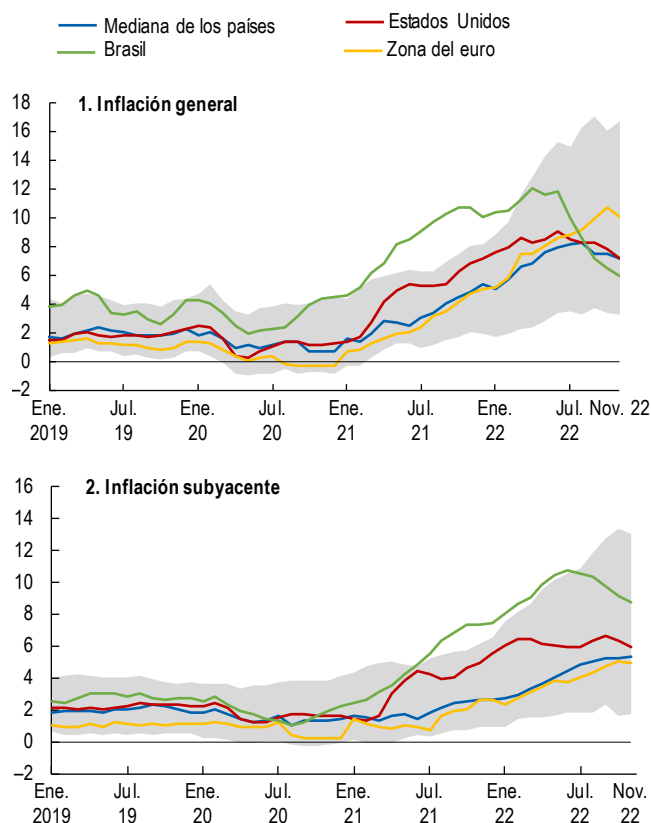 Mediana de los países
Estados Unidos
Brasil
Zona del euro
1. Inflación general
18
16
14
12
10
8
6
4
2
0
–2
Ene. Jul. Ene. Jul. Ene. Jul. Ene. Jul. Nov. 22
2019 19 20 20 21 21 22 22
2. Inflación subyacente
16
14
12
10
8
6
4
2
0
–2
Ene. Jul. Ene. Jul. Ene. Jul. Ene. Jul. Nov.
2019 19 20 20 21 21 22 22 22